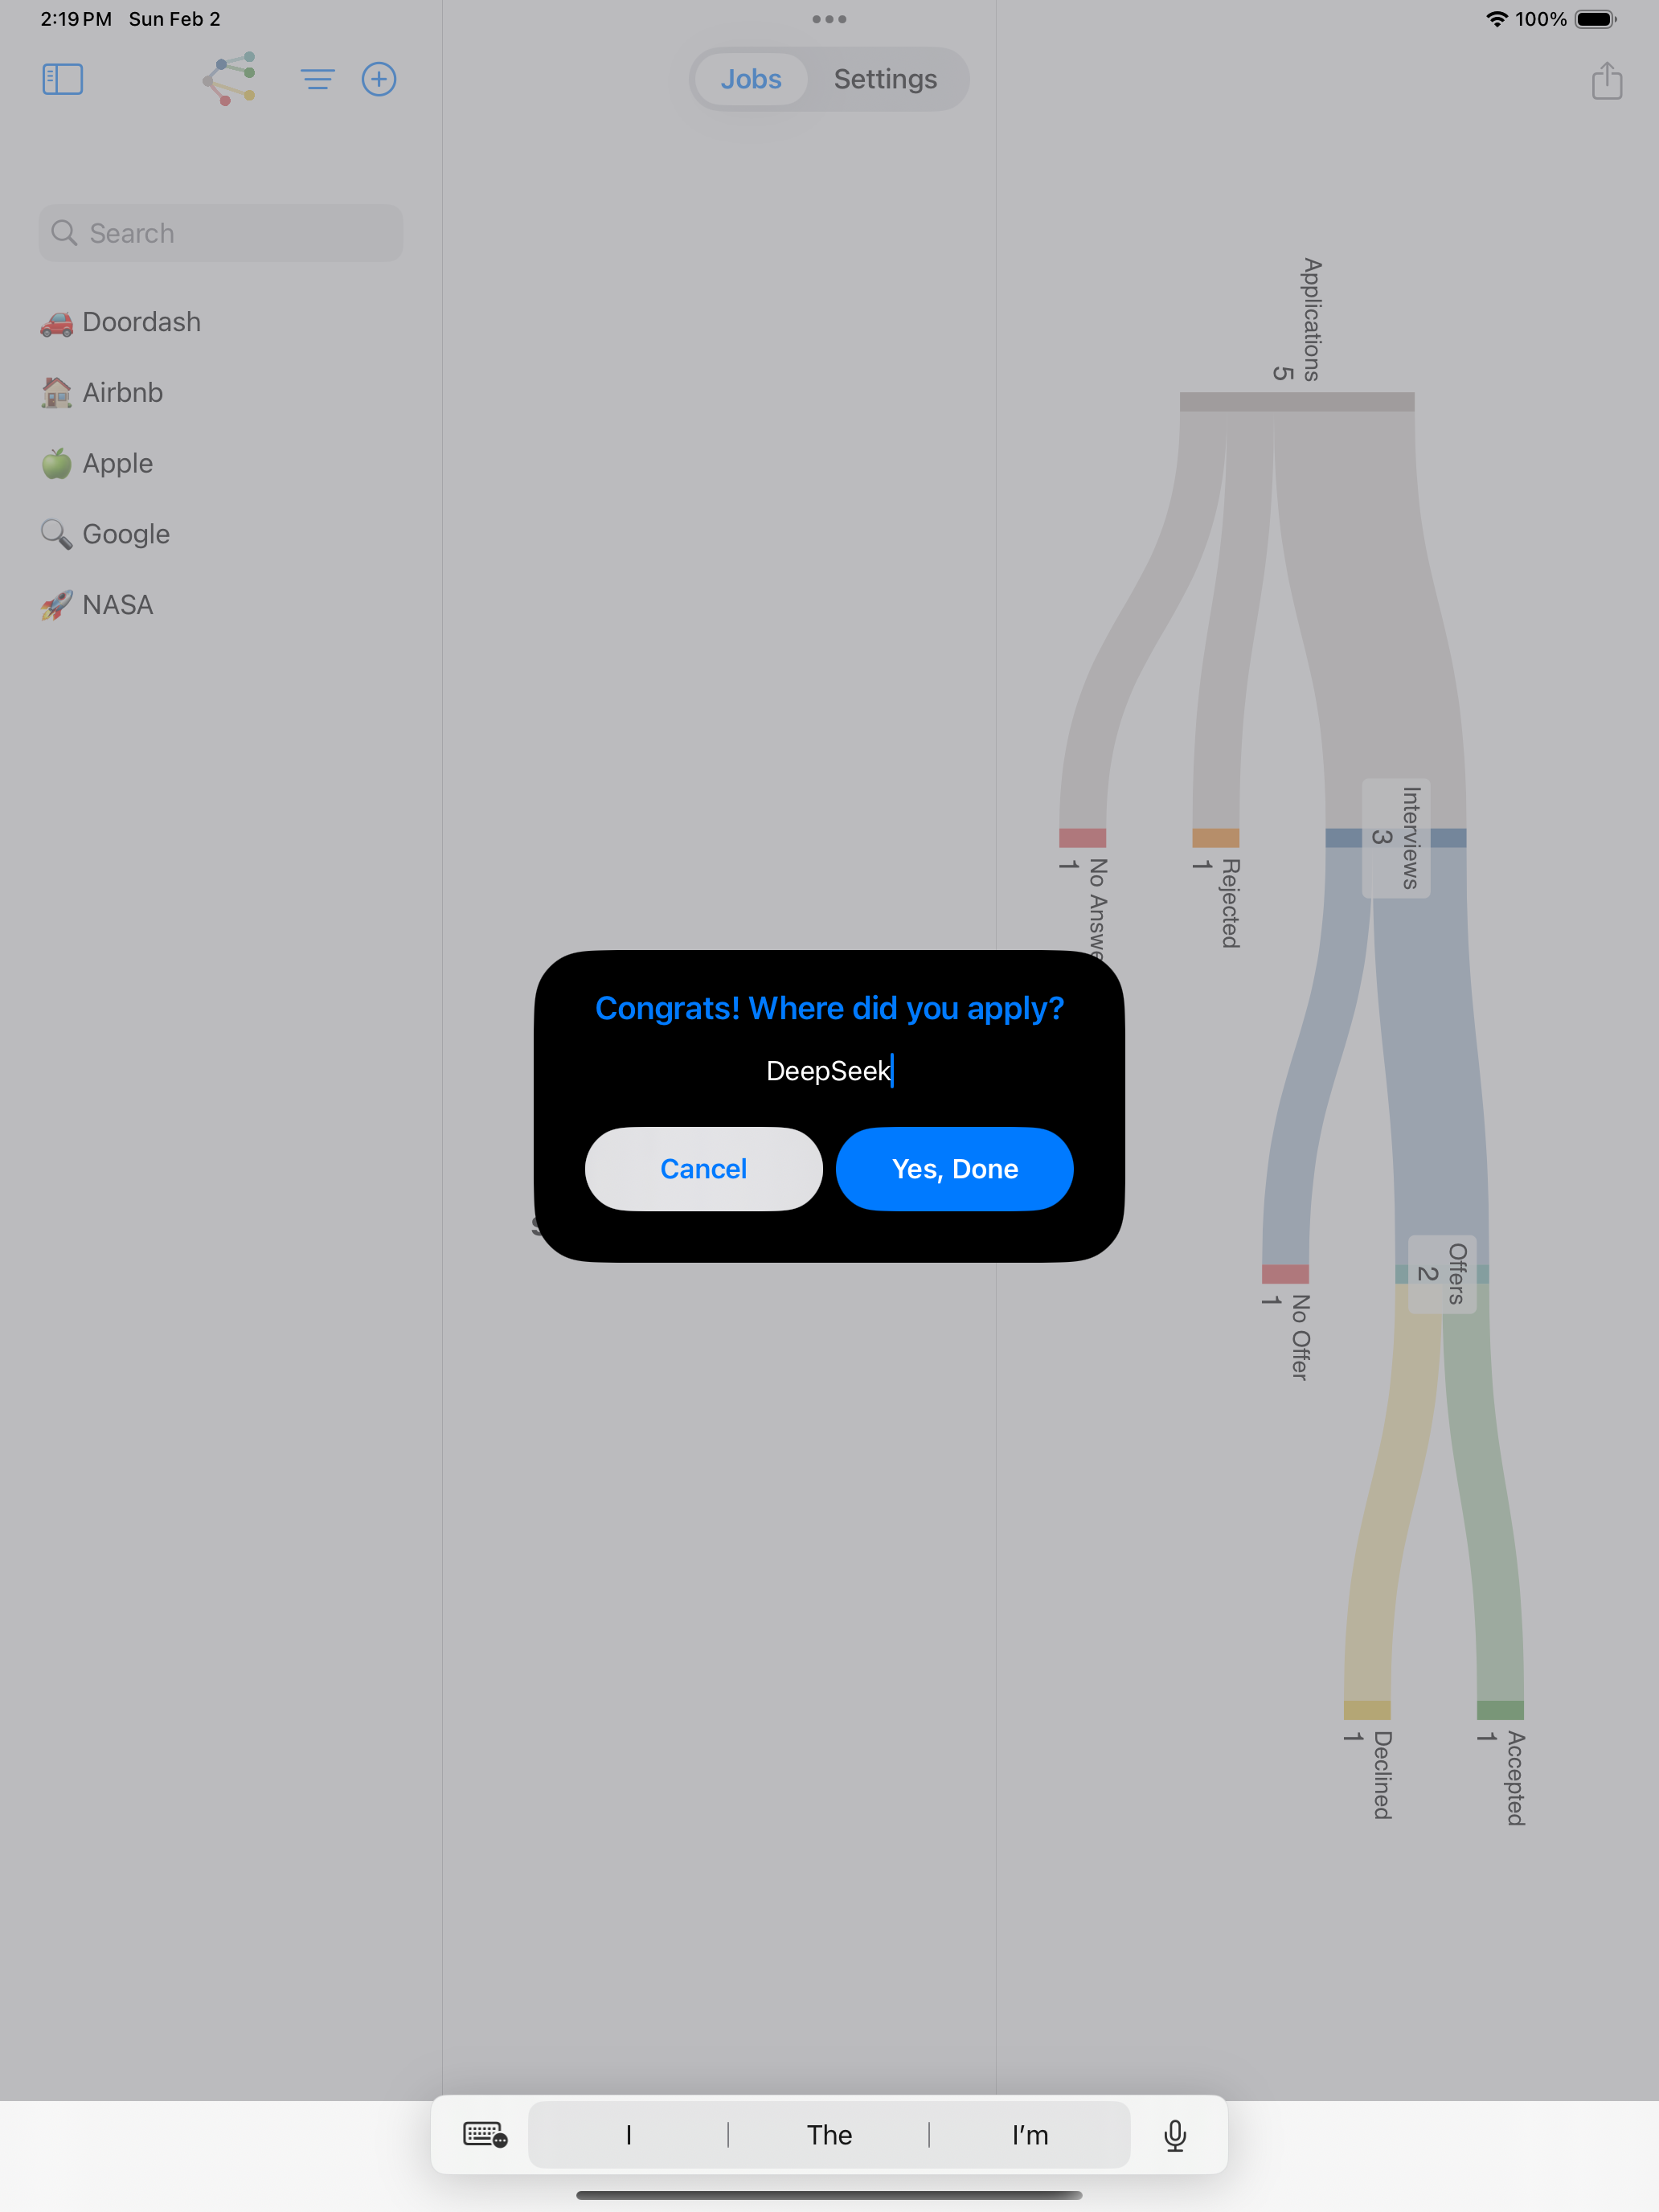 2:19 PM Sun Feb 2
100%
Jobs
Settings
Search
Doordash
Airbnb
Apple
Google
NASA
Applications
5
Interviews
3
No Answe
1
Rejected
1
Congrats! Where did you apply?
DeepSeek
Cancel
Yes, Done
Offers
2
No Offer
1
Declined
1
Accepted
1
I
The
I’m